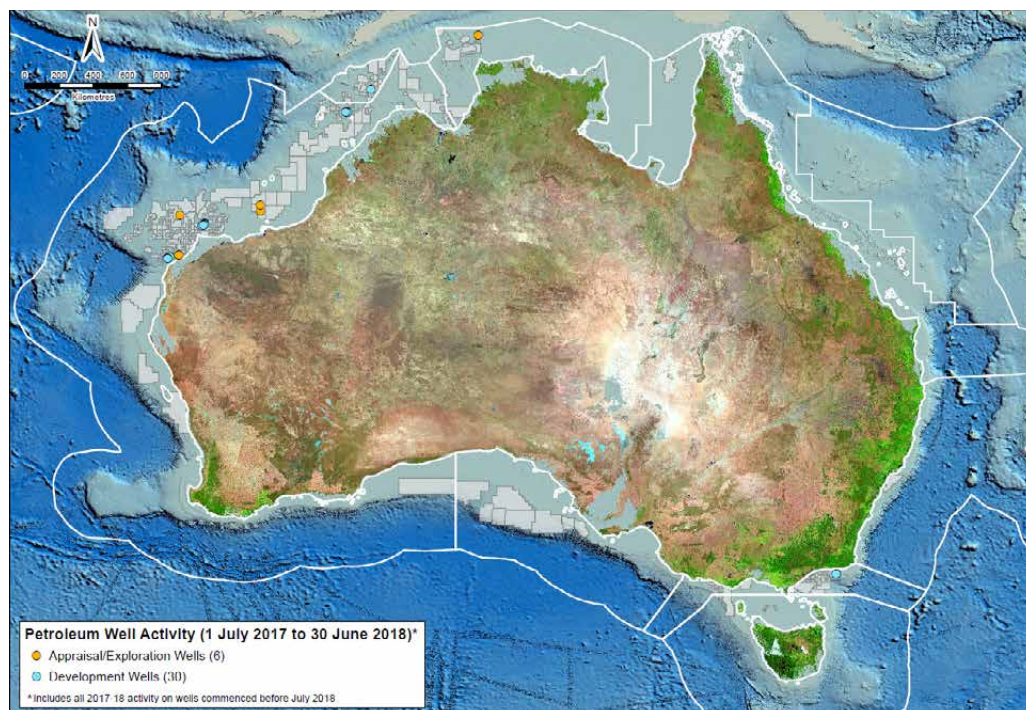 N
0 200 400 600 800
Kilometres
Petroleum Well Activity (1 July 2017 to 30 June 2018)*
Appraisal/Exploration Wells (6)
Development Wells (30)
* Includes all 2017-18 activity on wells commenced before July 2018